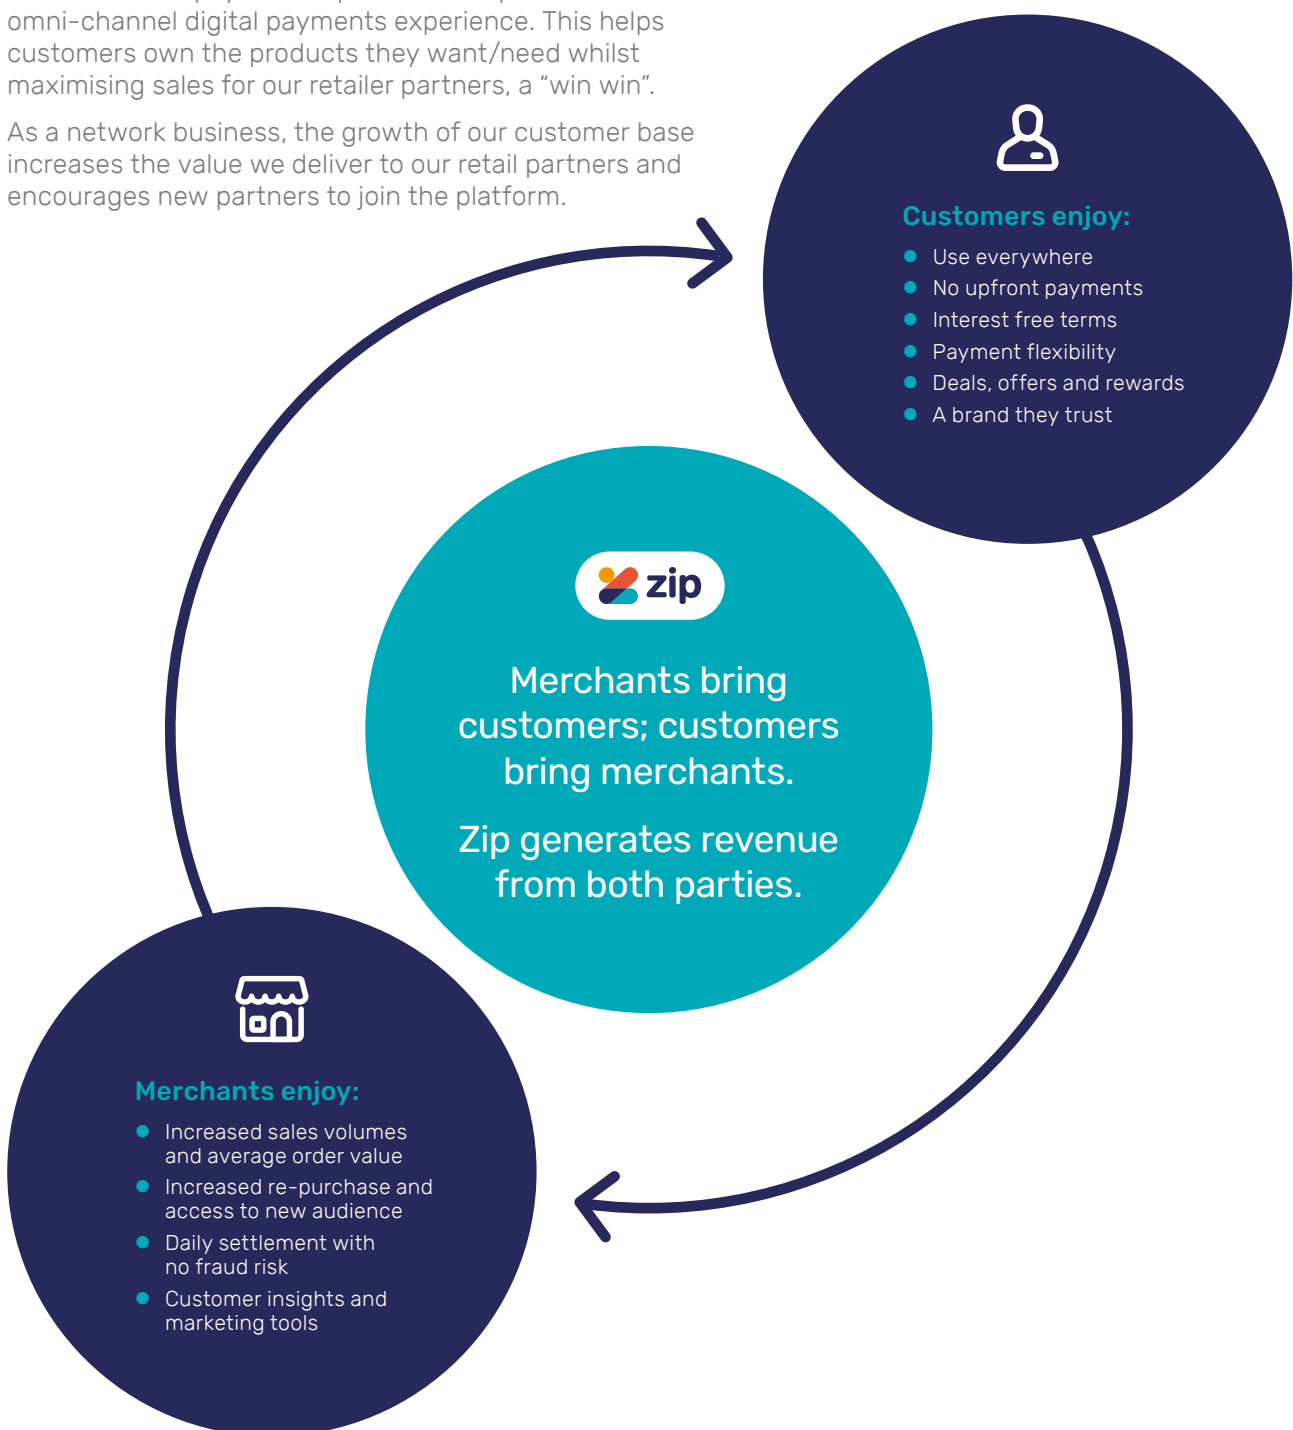 omni-channel digital payments experience. This helps
customers own the products they want/need whilst
maximising sales for our retailer partners, a “win win”.
As a network business, the growth of our customer base
increases the value we deliver to our retail partners and
encourages new partners to join the platform.
Customers enjoy:
Use everywhere
No upfront payments
Interest free terms
Payment flexibility
Deals, offers and rewards
A brand they trust
zip
Merchants bring
customers; customers
bring merchants.
Zip generates revenue
from both parties.
Merchants enjoy:
Increased sales volumes
and average order value
Increased re-purchase and
access to new audience
Daily settlement with
no fraud risk
Customer insights and
marketing tools